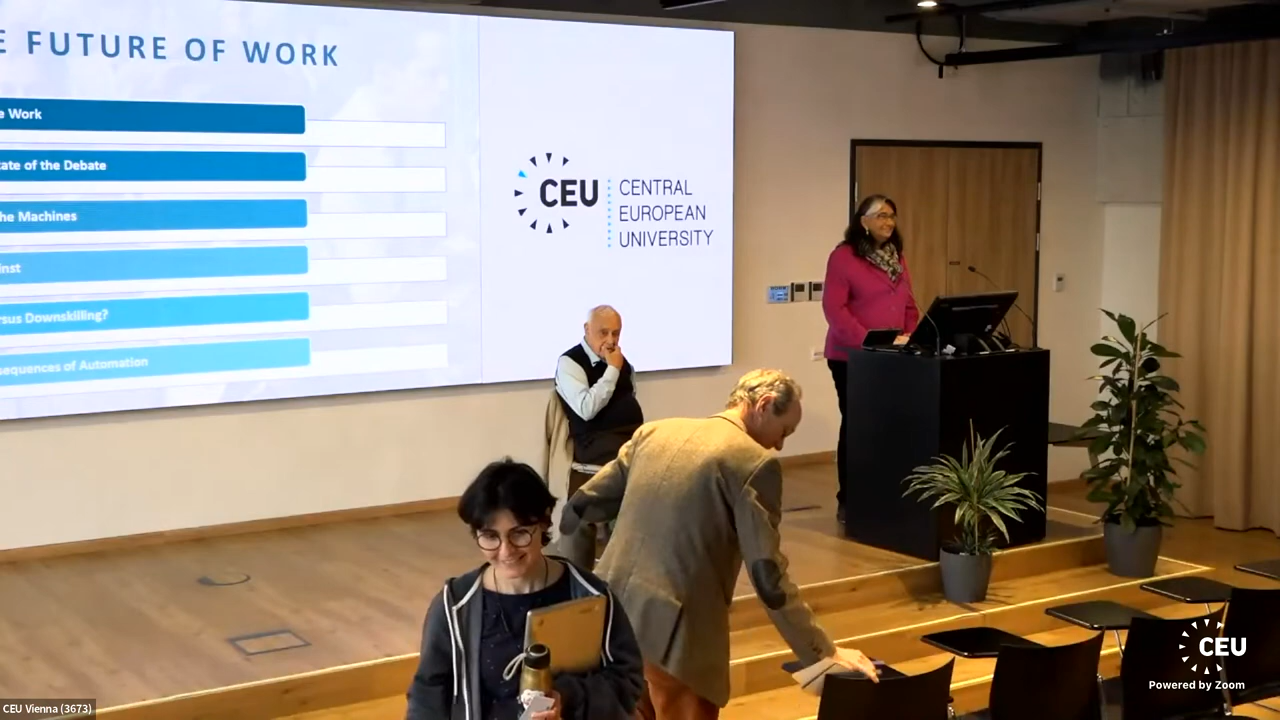 E FUTURE OF WORK
e Work
ate of the Debate
he Machines
inst
rsus Downskilling?
sequences of Automation
CEU
CENTRAL
EUROPEAN
UNIVERSITY
CEU
Powered by Zoom
CEU Vienna (3673)